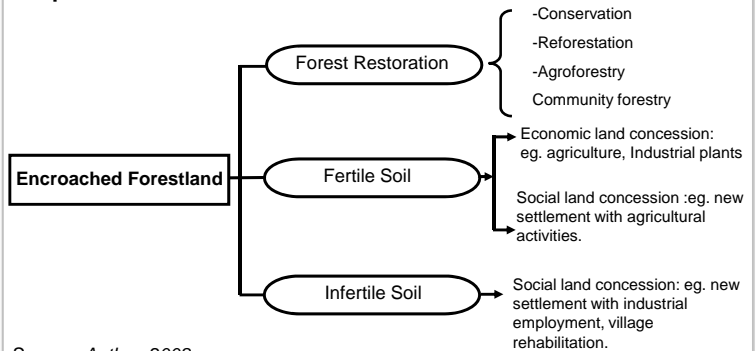 -Conservation
-Reforestation
Forest Restoration
-Agroforestry
Community forestry
Economic land concession:
eg. agriculture, Industrial plants
Encroached Forestland
Fertile Soil
Social land concession :eg. new
settlement with agricultural
activities.
Infertile Soil
Social land concession: eg. new
settlement with industrial
employment, village
rehabilitation.